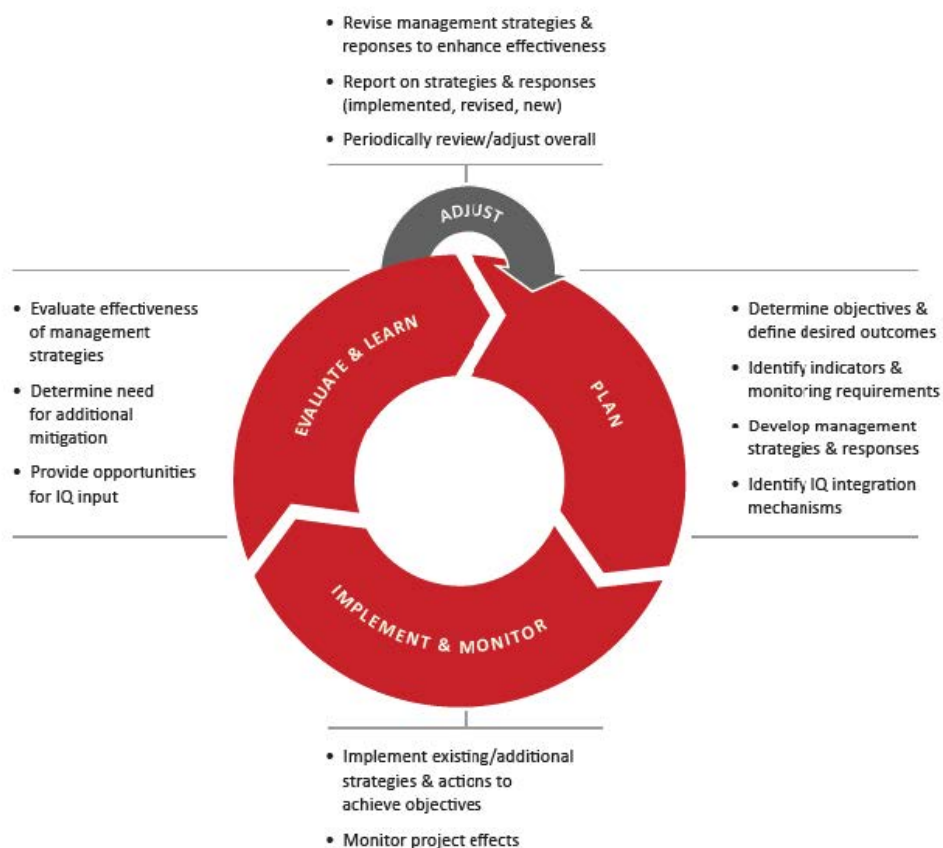 • Revise management strategies &
reponses to enhance effectiveness
• Report on strategies & responses
(implemented, revised, new)
• Periodically review/adjust overall
ADJUST
• Evaluate effectiveness
of management
strategies
• Determine need
for additional
mitigation
• Provide opportunities
for IQ input
EVALUATE & LEARN
PLAN
• Determine objectives &
define desired outcomes
• Identify indicators &
monitoring requirements
• Develop management
strategies & responses
• Identify IQ integration
mechanisms
IMPLEMENT & MONITOR
• Implement existing/additional
strategies & actions to
achieve objectives
• Monitor project effects